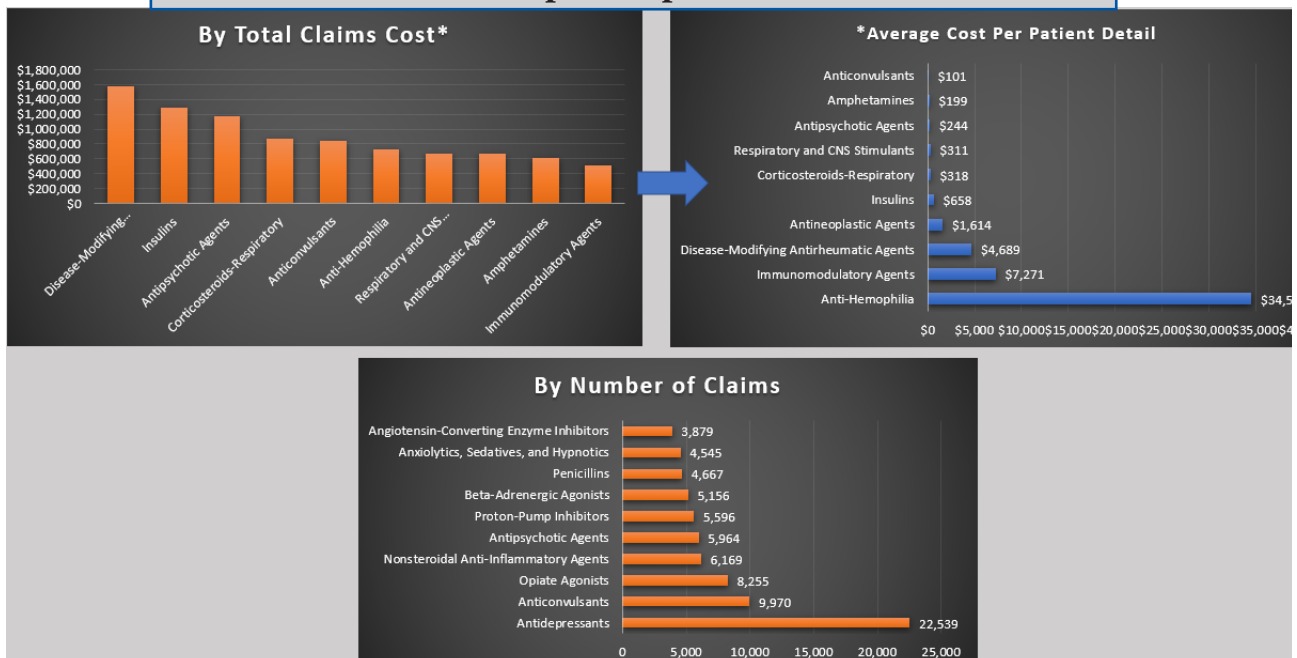 By Total Claims Cost*
$1,800,000
$1,600,000
$1,400,000
$1,200,000
$1,000,000
$800,000
$600,000
$400,000
$200,000
$0
Disease-Modifying...
Insulins
Antipsychotic Agents
Corticosteroids-Respiratory
Anticonvulsants
Anti-Hemophilia
Respiratory and CNS...
Antineoplastic Agents
Amphetamines
Immunomodulatory Agents
*Average Cost Per Patient Detail
Anticonvulsants $101
Amphetamines $199
Antipsychotic Agents $244
Respiratory and CNS Stimulants $311
Corticosteroids-Respiratory $318
Insulins $658
Antineoplastic Agents $1,614
Disease-Modifying Antirheumatic Agents $4,689
Immunomodulatory Agents $7,271
Anti-Hemophilia $34,5
$0 $5,000 $10,000 $15,000 $20,000 $25,000 $30,000 $35,000 $4
By Number of Claims
Angiotensin-Converting Enzyme Inhibitors 3,879
Anxiolytics, Sedatives, and Hypnotics 4,545
Penicillins 4,667
Beta-Adrenergic Agonists 5,156
Proton-Pump Inhibitors 5,596
Antipsychotic Agents 5,964
Nonsteroidal Anti-Inflammatory Agents 6,169
Opiate Agonists 8,255
Anticonvulsants 9,970
Antidepressants 22,539
0 5,000 10,000 15,000 20,000 25,000